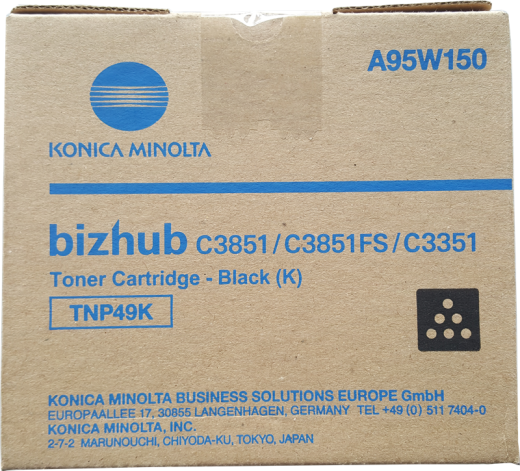 A95W150
KONICA MINOLTA
bizhub C3851/C3851FS/C3351
Toner Cartridge - Black (K)
TNP49K
KONICA MINOLTA BUSINESS SOLUTIONS EUROPE GmbH
EUROPAALLEE 17, 30855 LANGENHAGEN, GERMANY TEL +49 (0) 511 7404-0
KONICA MINOLTA, INC.
2-7-2 MARUNOUCHI, CHIYODA-KU, TOKYO, JAPAN